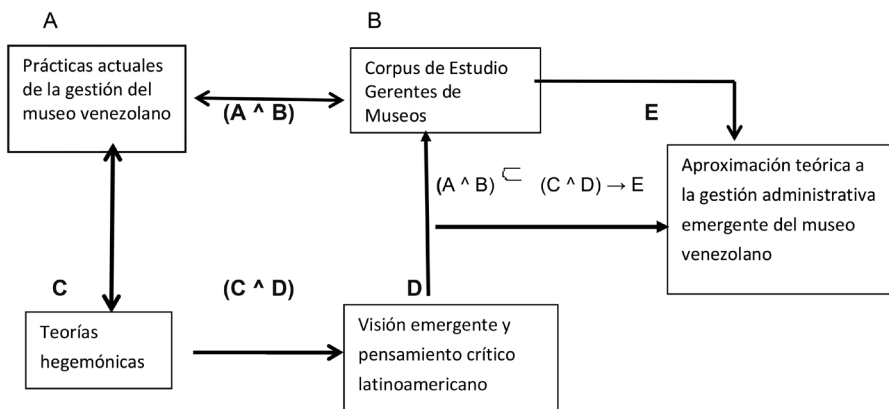 A
B
Prácticas actuales
de la gestión del
museo venezolano
(A ^ B)
Corpus de Estudio
Gerentes de
Museos
E
(A ^ B) ⊂ (C ^ D) → E
Aproximación teórica a
la gestión administrativa
emergente del museo
venezolano
C
(C ^ D)
D
Teorías
hegemónicas
Visión emergente y
pensamiento crítico
latinoamericano